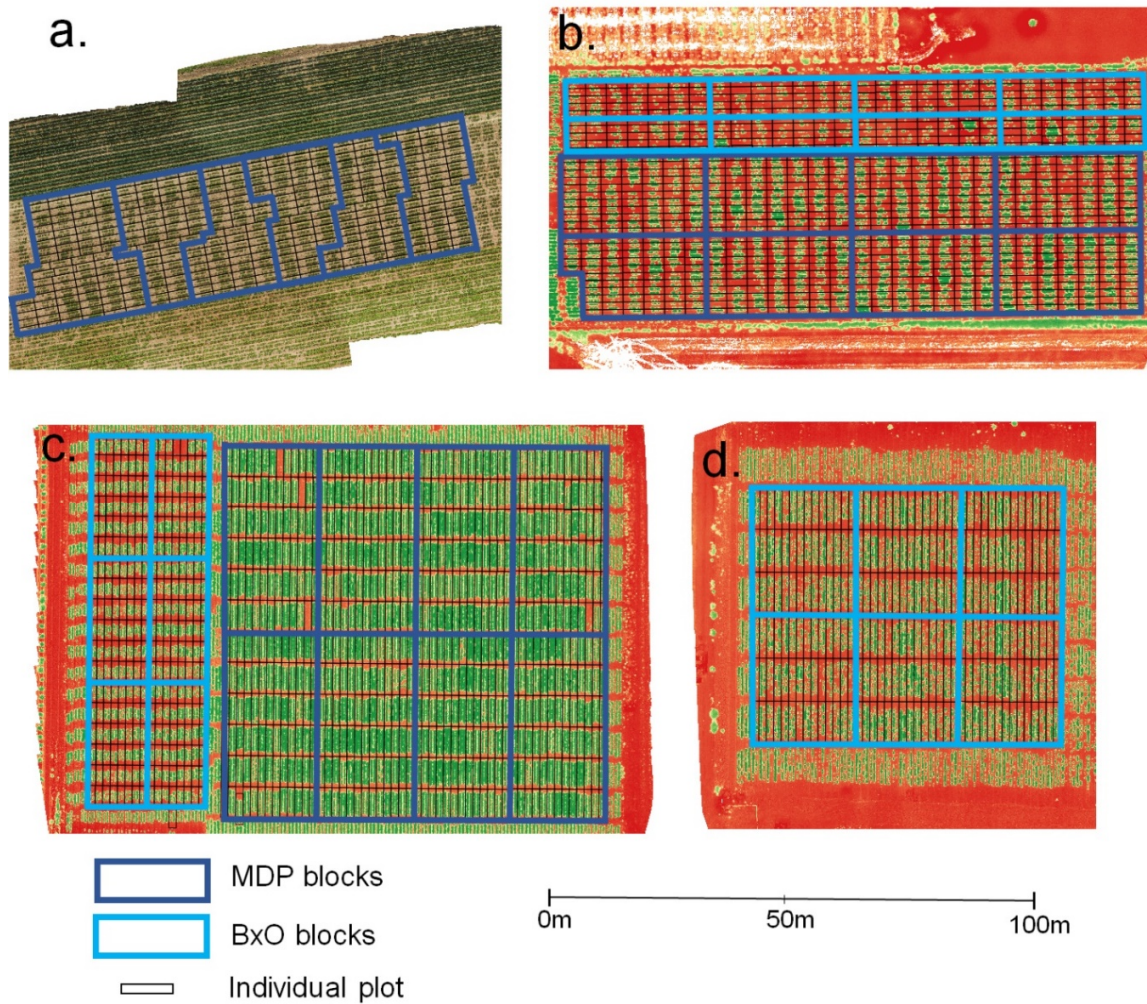 a.
b.
c.
d.
MDP blocks
BxO blocks
0m 50m 100m
Individual plot